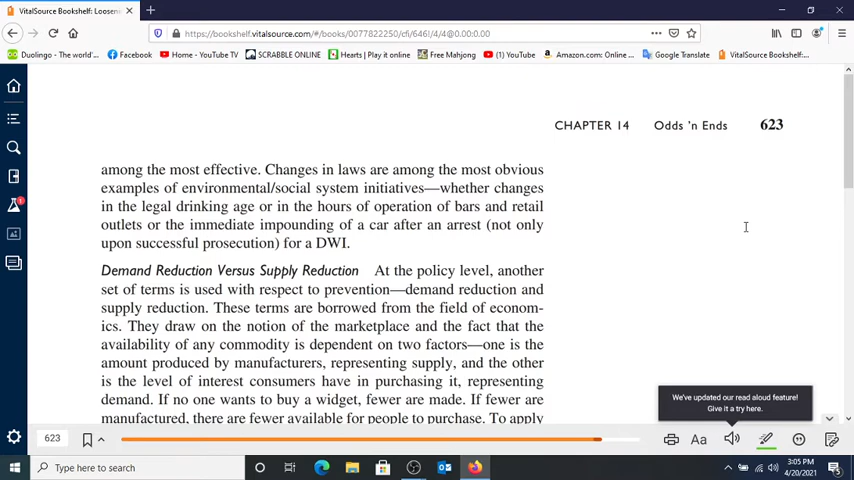 VitalSource Bookshelf: Loosene
https://bookshelf.vitalsource.com/#/books/0077822250/cfi/646!/4/4@0.00:0.00
Duolingo - The world'...
Facebook
Home - YouTube TV
SCRABBLE ONLINE
Hearts | Play it online
Free Mahjong
(1) YouTube
Amazon.com: Online ...
Google Translate
VitalSource Bookshelf:...
CHAPTER 14 Odds 'n Ends 623
among the most effective. Changes in laws are among the most obvious
examples of environmental/social system initiatives—whether changes
in the legal drinking age or in the hours of operation of bars and retail
outlets or the immediate impounding of a car after an arrest (not only
upon successful prosecution) for a DWI.
Demand Reduction Versus Supply Reduction At the policy level, another
set of terms is used with respect to prevention—demand reduction and
supply reduction. These terms are borrowed from the field of econom-
ics. They draw on the notion of the marketplace and the fact that the
availability of any commodity is dependent on two factors—one is the
amount produced by manufacturers, representing supply, and the other
is the level of interest consumers have in purchasing it, representing
demand. If no one wants to buy a widget, fewer are made. If fewer are
manufactured, there are fewer available for people to purchase. To apply
We've updated our read aloud feature!
Give it a try here.
623
Aa
Type here to search
3:05 PM
4/20/2021